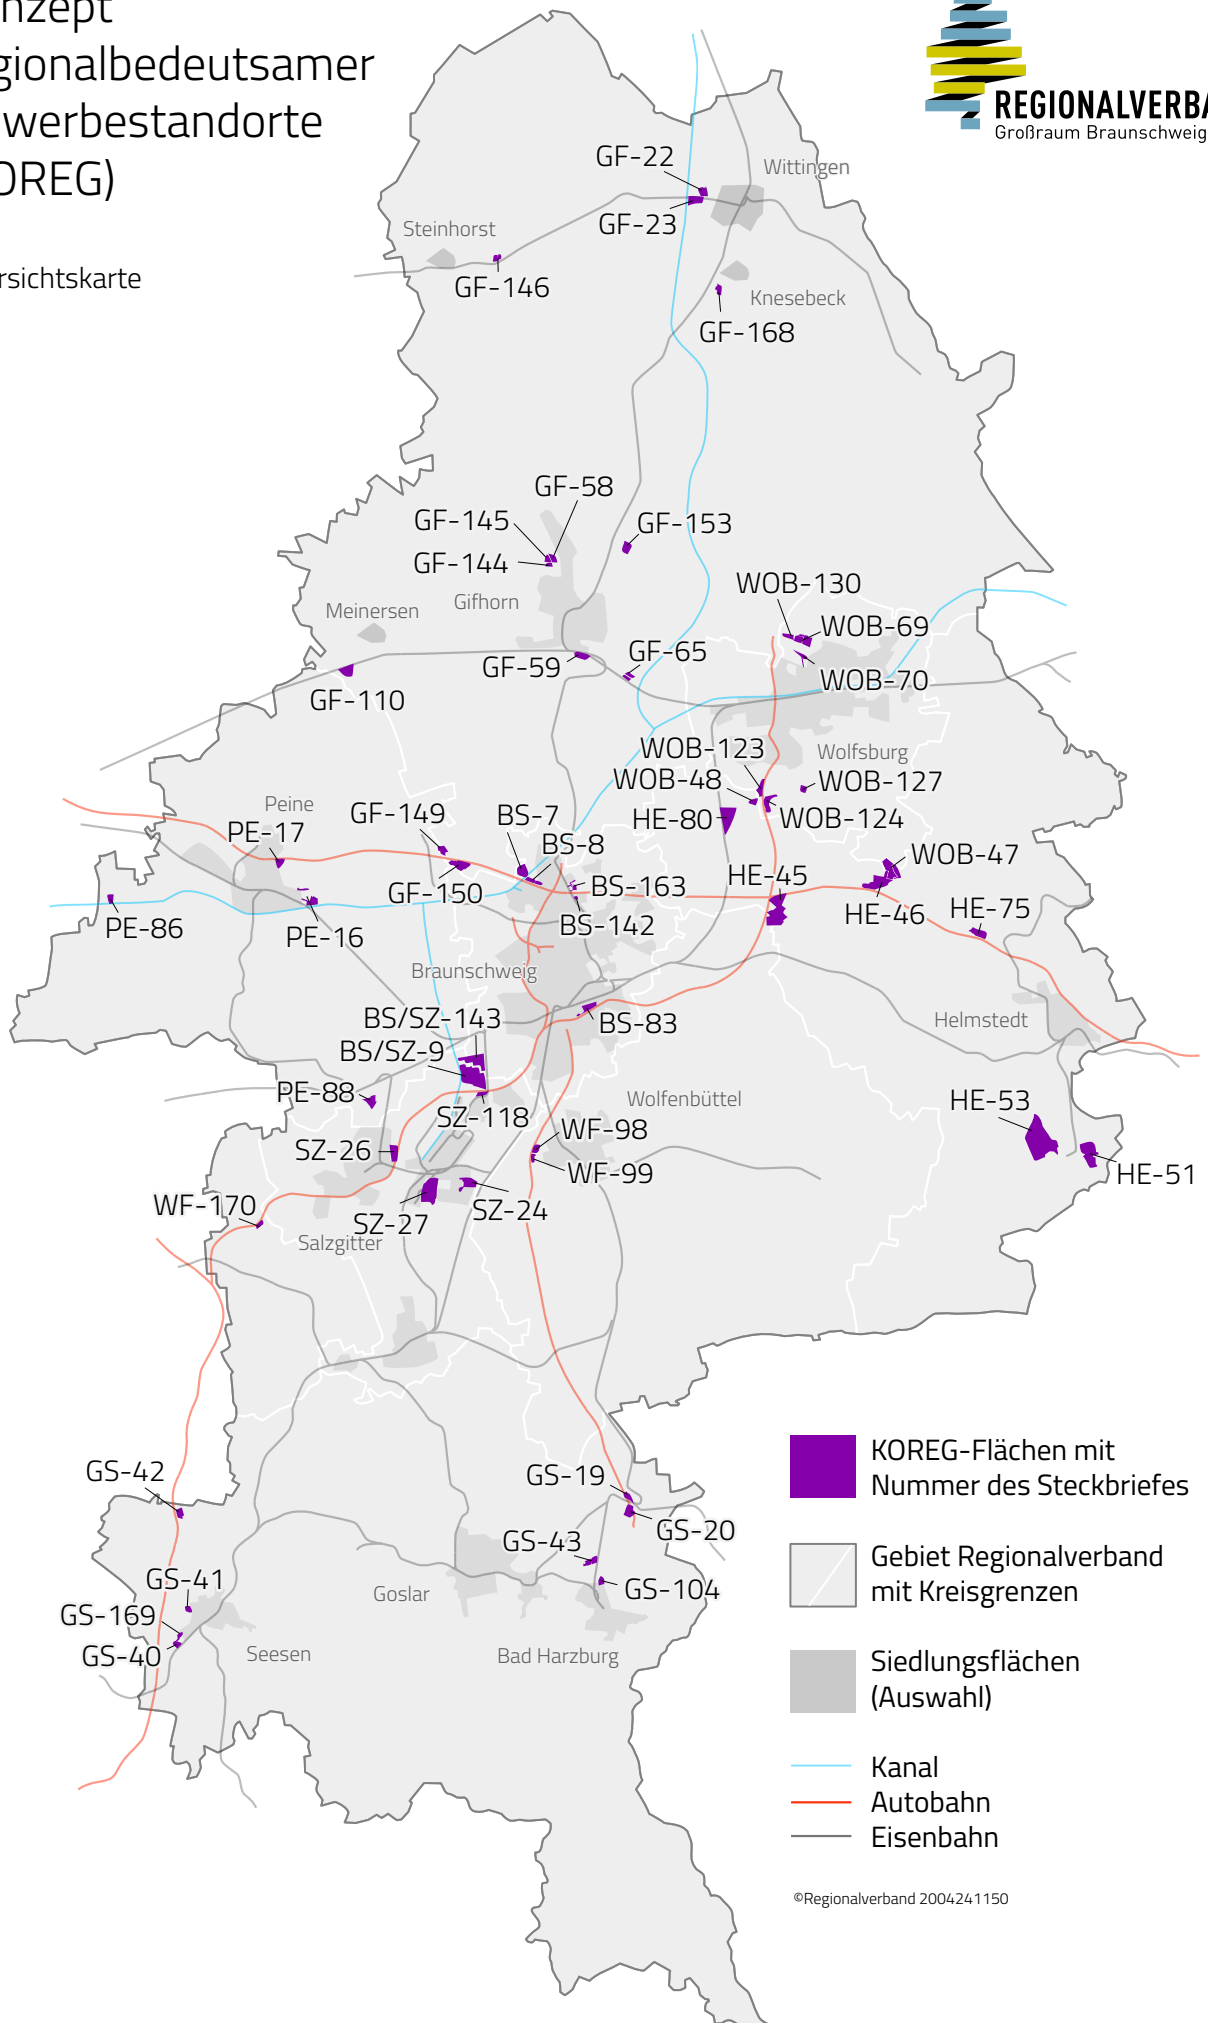 nzept
gionalbedeutsamer
werbestandorte
OREG)
rsichtskarte
REGIONALVERBA
Großraum Braunschweig
GF-22
Wittingen
GF-23
Steinhorst
GF-146
Knesebeck
GF-168
GF-58
GF-145
GF-153
GF-144
WOB-130
Meinersen
Gifhorn
WOB-69
GF-59
GF-65
WOB-70
GF-110
WOB-123
Wolfsburg
WOB-48
WOB-127
Peine
GF-149
BS-7
HE-80
WOB-124
PE-17
BS-8
WOB-47
GF-150
BS-163
HE-45
PE-86
PE-16
BS-142
HE-46
HE-75
Braunschweig
BS/SZ-143
BS-83
Helmstedt
BS/SZ-9
PE-88
Wolfenbüttel
HE-53
SZ-118
WF-98
SZ-26
WF-99
HE-51
WF-170
SZ-27
SZ-24
Salzgitter
GS-42
GS-19
GS-20
GS-43
GS-41
Goslar
GS-104
GS-169
GS-40
Seesen
Bad Harzburg
KOREG-Flächen mit
Nummer des Steckbriefes
Gebiet Regionalverband
mit Kreisgrenzen
Siedlungsflächen
(Auswahl)
Kanal
Autobahn
Eisenbahn
©Regionalverband 2004241150